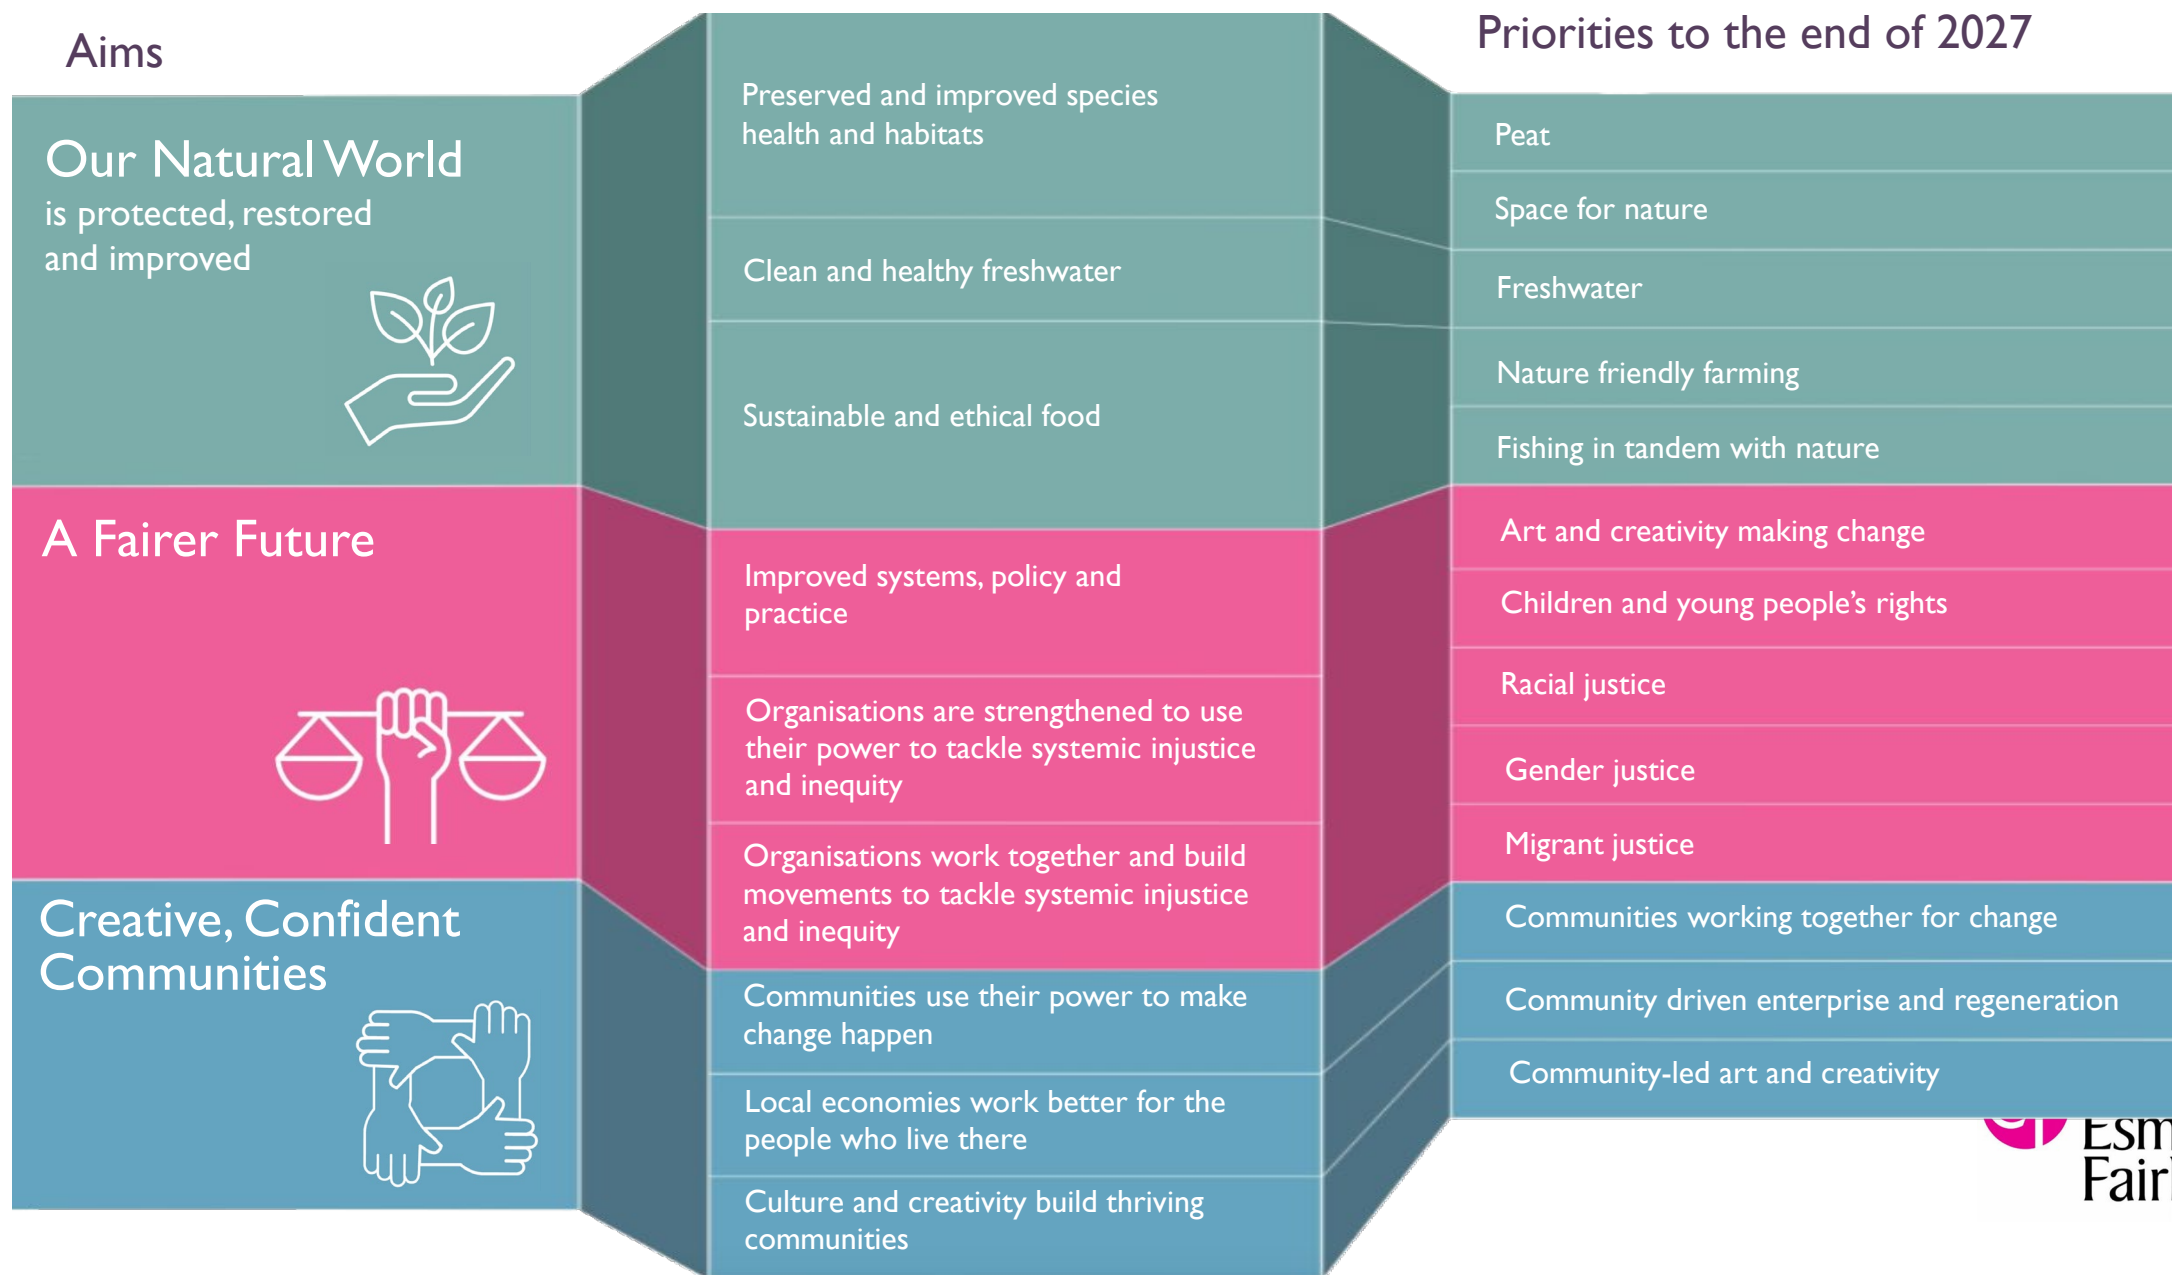 Aims
Our Natural World
is protected, restored
and improved
A Fairer Future
Creative, Confident
Communities
Preserved and improved species
health and habitats
Clean and healthy freshwater
Sustainable and ethical food
Improved systems, policy and
practice
Organisations are strengthened to use
their power to tackle systemic injustice
and inequity
Organisations work together and build
movements to tackle systemic injustice
and inequity
Communities use their power to make
change happen
Local economies work better for the
people who live there
Culture and creativity build thriving
communities
Priorities to the end of 2027
Peat
Space for nature
Freshwater
Nature friendly farming
Fishing in tandem with nature
Art and creativity making change
Children and young people’s rights
Racial justice
Gender justice
Migrant justice
Communities working together for change
Community driven enterprise and regeneration
Community-led art and creativity